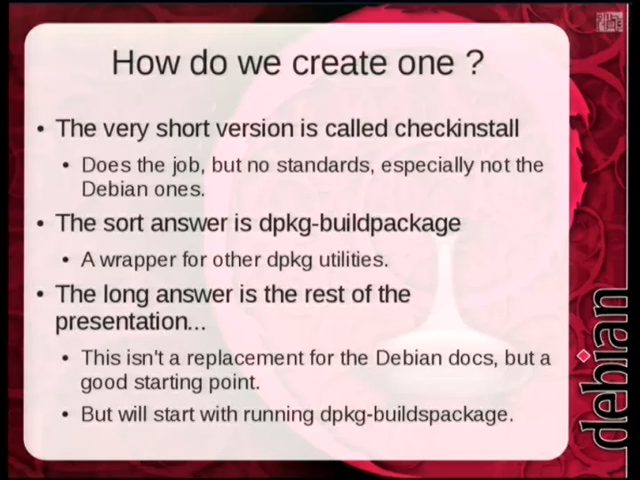 How do we create one ?
• The very short version is called checkinstall
• Does the job, but no standards, especially not the
Debian ones.
• The sort answer is dpkg-buildpackage
• A wrapper for other dpkg utilities.
• The long answer is the rest of the
presentation...
• This isn't a replacement for the Debian docs, but a
good starting point.
• But will start with running dpkg-buildspackage.
debian